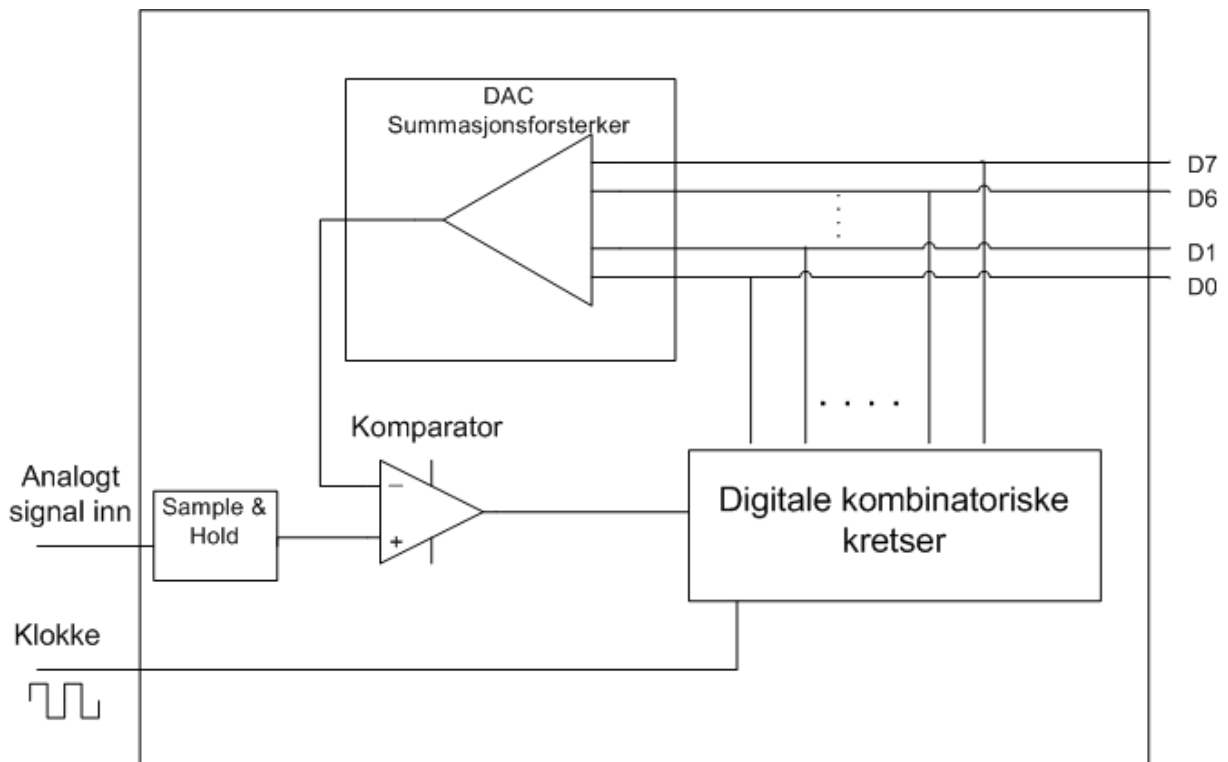 DAC
Summasjonsforsterker
D7
D6
D1
D0
Komparator
Analogt
signal inn
Sample &
Hold
−
+
Digitale kombinatoriske
kretser
Klokke